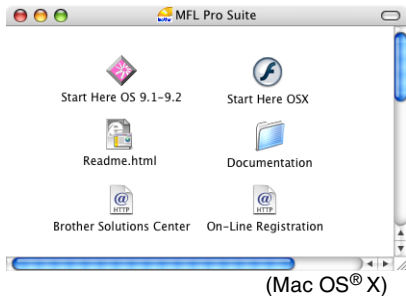 MFL Pro Suite
Start Here OS 9.1-9.2 Start Here OSX
Readme.html Documentation
@ @
HTTP HTTP
Brother Solutions Center On-Line Registration
(Mac OS® X)